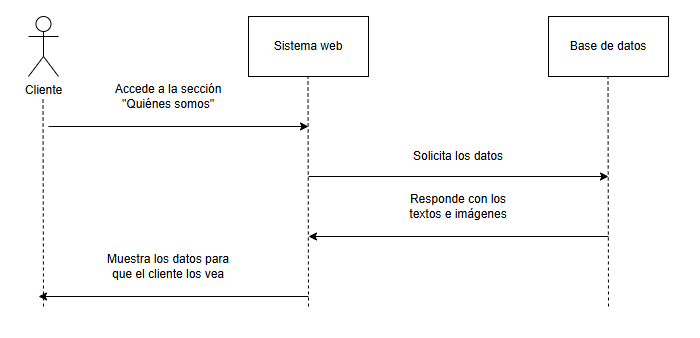 Sistema web
Base de datos
Cliente
Accede a la sección
"Quiénes somos"
Solicita los datos
Responde con los
textos e imágenes
Muestra los datos para
que el cliente los vea